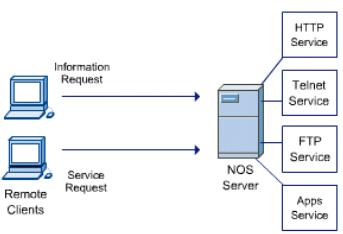 HTTP
Service
Information
Request
Telnet
Service
FTP
Service
NOS
Server
Service
Request
Remote
Clients
Apps
Service